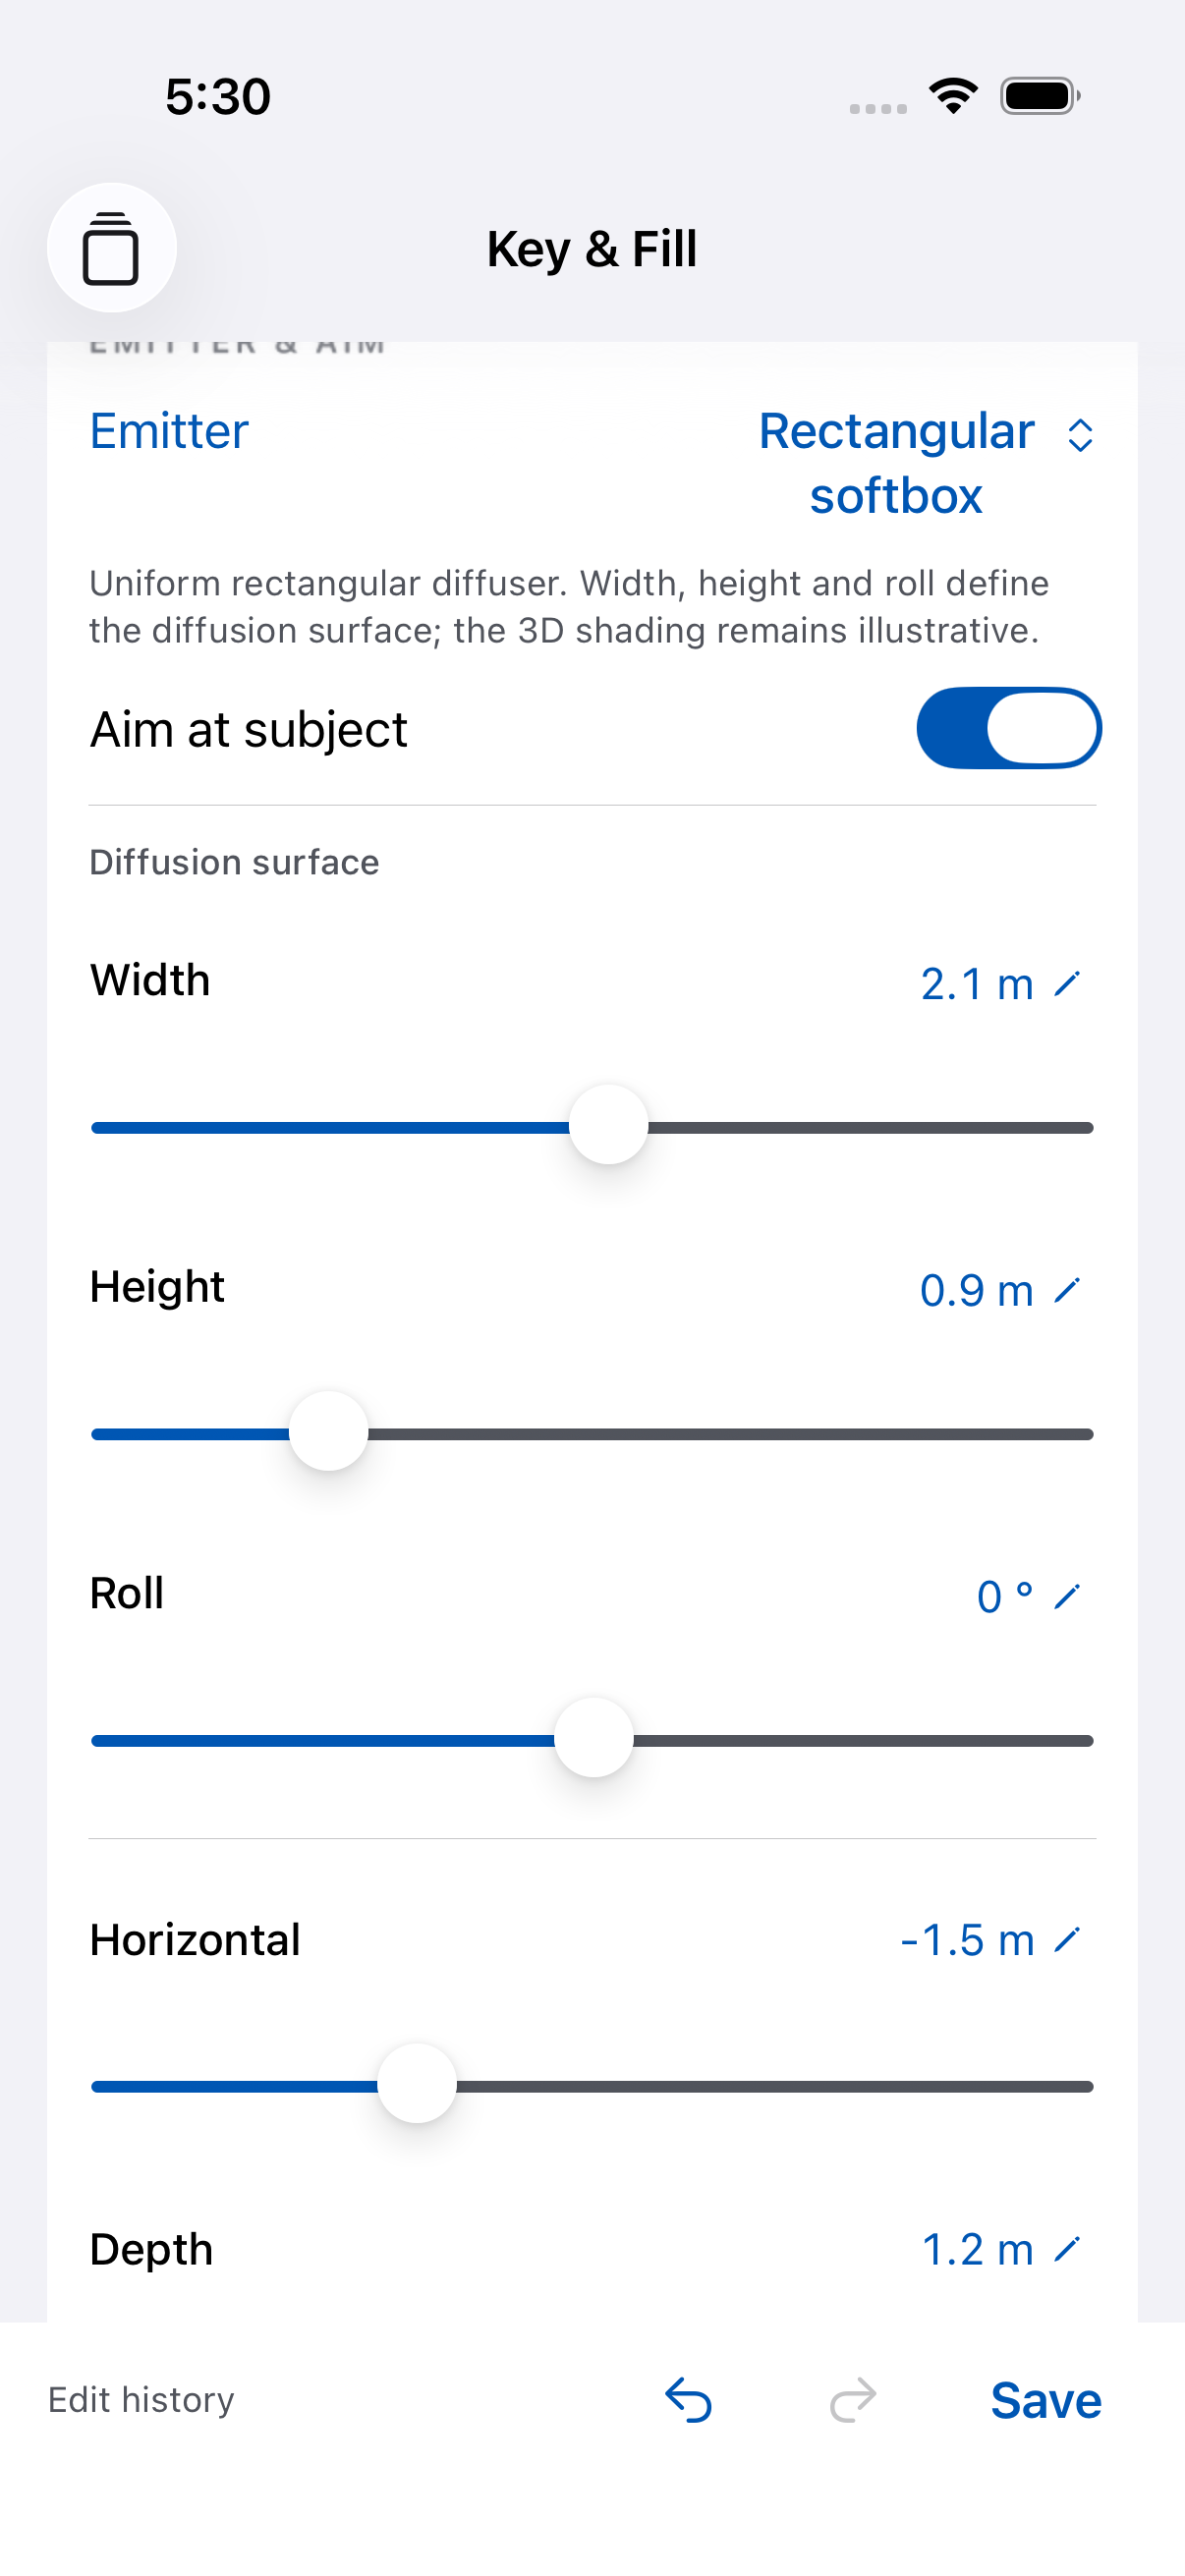 5:30
Key & Fill
EMITTER & AIM
Emitter
Rectangular
softbox
Uniform rectangular diffuser. Width, height and roll define
the diffusion surface; the 3D shading remains illustrative.
Aim at subject
Diffusion surface
Width
2.1 m
Height
0.9 m
Roll
0 °
Horizontal
-1.5 m
Depth
1.2 m
Edit history
Save